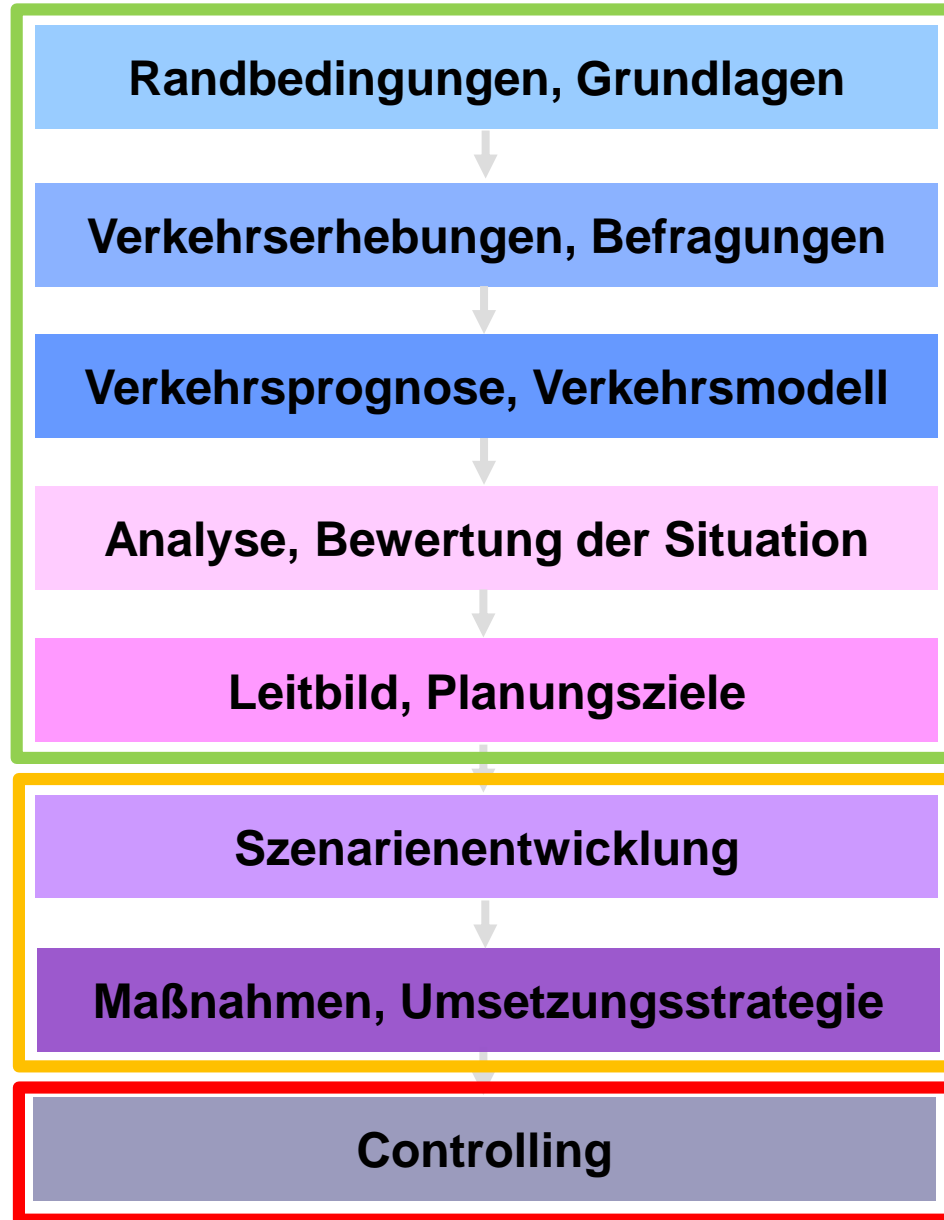 Randbedingungen, Grundlagen
Verkehrserhebungen, Befragungen
Verkehrsprognose, Verkehrsmodell
Analyse, Bewertung der Situation
Leitbild, Planungsziele
Szenarienentwicklung
Maßnahmen, Umsetzungsstrategie
Controlling